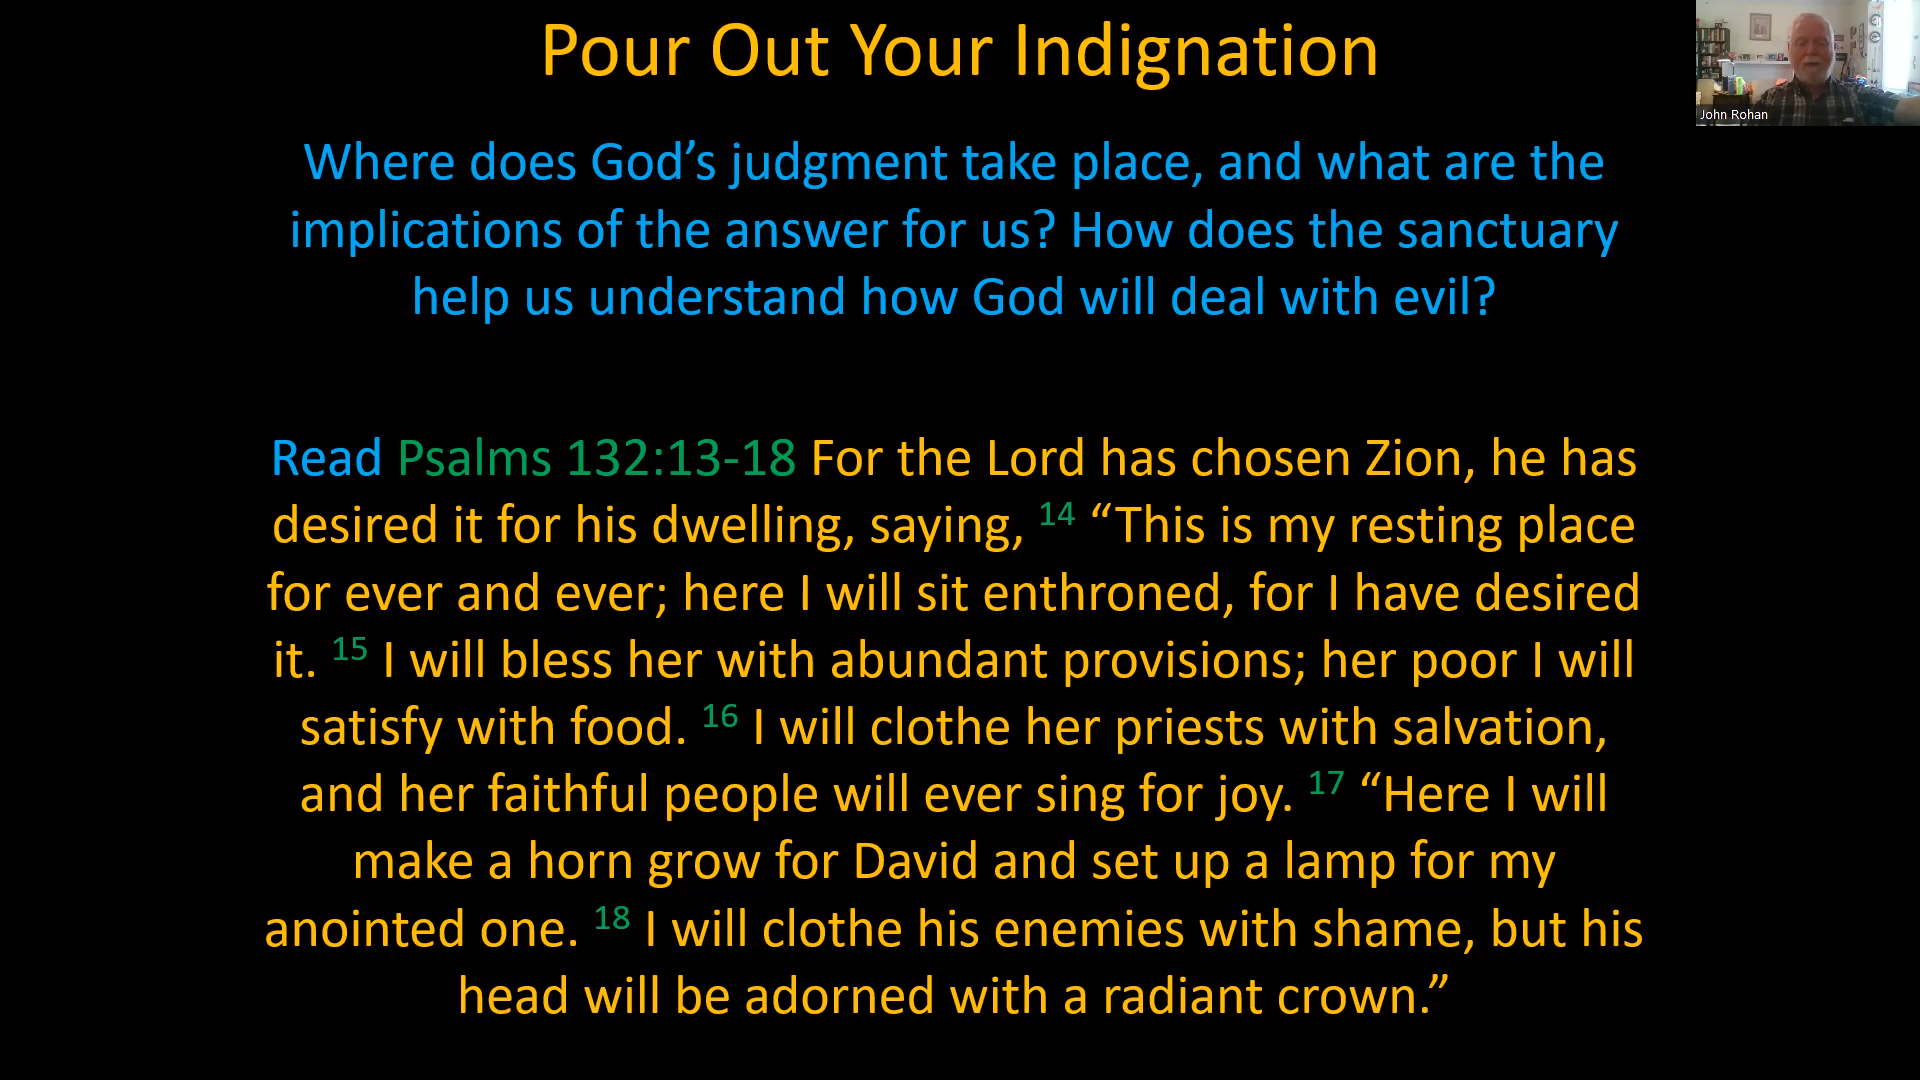 Pour Out Your Indignation
John Rohan
Where does God’s judgment take place, and what are the
implications of the answer for us? How does the sanctuary
help us understand how God will deal with evil?
Read Psalms 132:13-18 For the Lord has chosen Zion, he has
desired it for his dwelling, saying, 14 “This is my resting place
for ever and ever; here I will sit enthroned, for I have desired
it. 15 I will bless her with abundant provisions; her poor I will
satisfy with food. 16 I will clothe her priests with salvation,
and her faithful people will ever sing for joy. 17 “Here I will
make a horn grow for David and set up a lamp for my
anointed one. 18 I will clothe his enemies with shame, but his
head will be adorned with a radiant crown.”